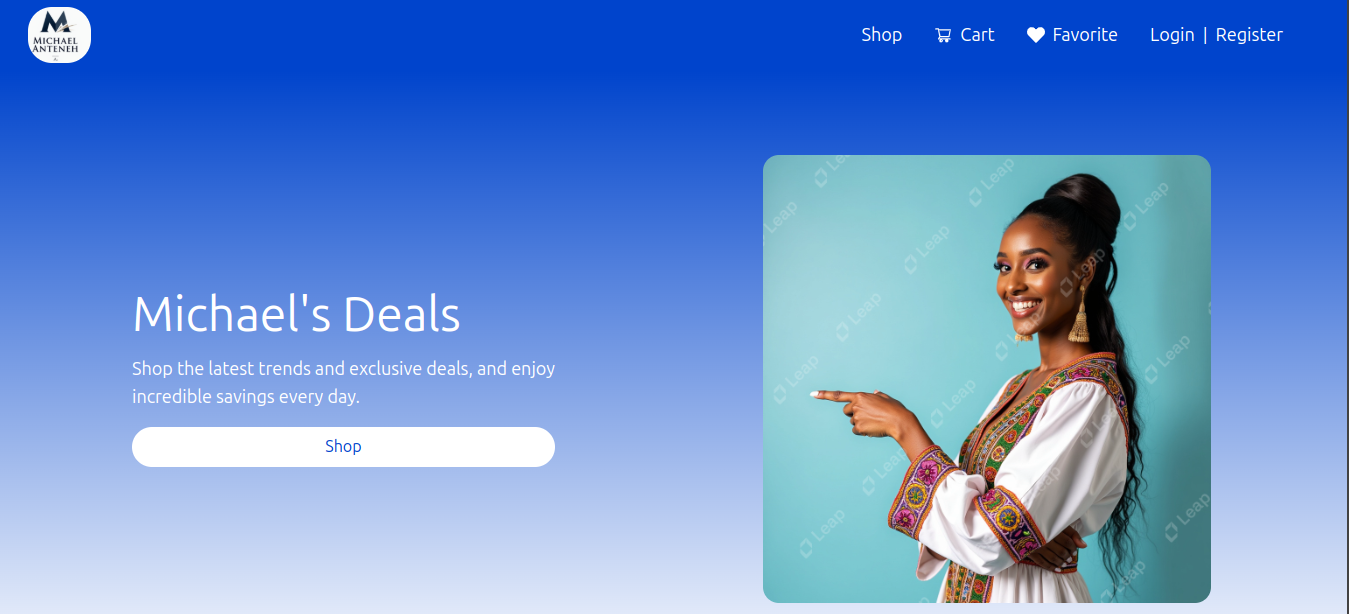 MICHAEL
ANTENEH
Shop
Cart
Favorite
Login | Register
Michael's Deals
Shop the latest trends and exclusive deals, and enjoy
incredible savings every day.
Shop
Leap
Leap
Leap
Leap
Leap
Leap
Leap
Leap
Leap
Leap
Leap
Leap
Leap
Leap